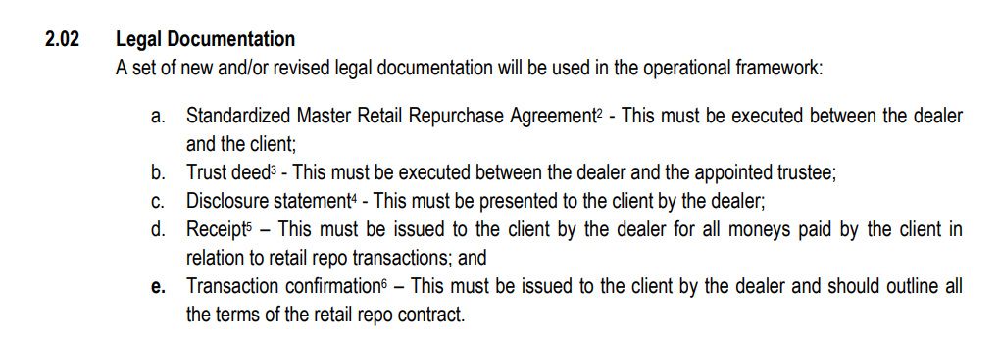 2.02 Legal Documentation
A set of new and/or revised legal documentation will be used in the operational framework:
a. Standardized Master Retail Repurchase Agreement² - This must be executed between the dealer
and the client;
b. Trust deed³ - This must be executed between the dealer and the appointed trustee;
c. Disclosure statement⁴ - This must be presented to the client by the dealer;
d. Receipt⁵ – This must be issued to the client by the dealer for all moneys paid by the client in
relation to retail repo transactions; and
e. Transaction confirmation⁶ – This must be issued to the client by the dealer and should outline all
the terms of the retail repo contract.